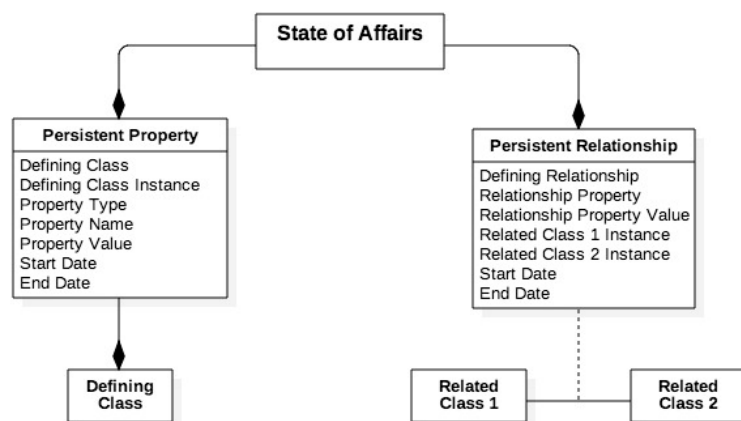 State of Affairs
Persistent Property
Defining Class
Defining Class Instance
Property Type
Property Name
Property Value
Start Date
End Date
Persistent Relationship
Defining Relationship
Relationship Property
Relationship Property Value
Related Class 1 Instance
Related Class 2 Instance
Start Date
End Date
Defining
Class
Related
Class 1
Related
Class 2